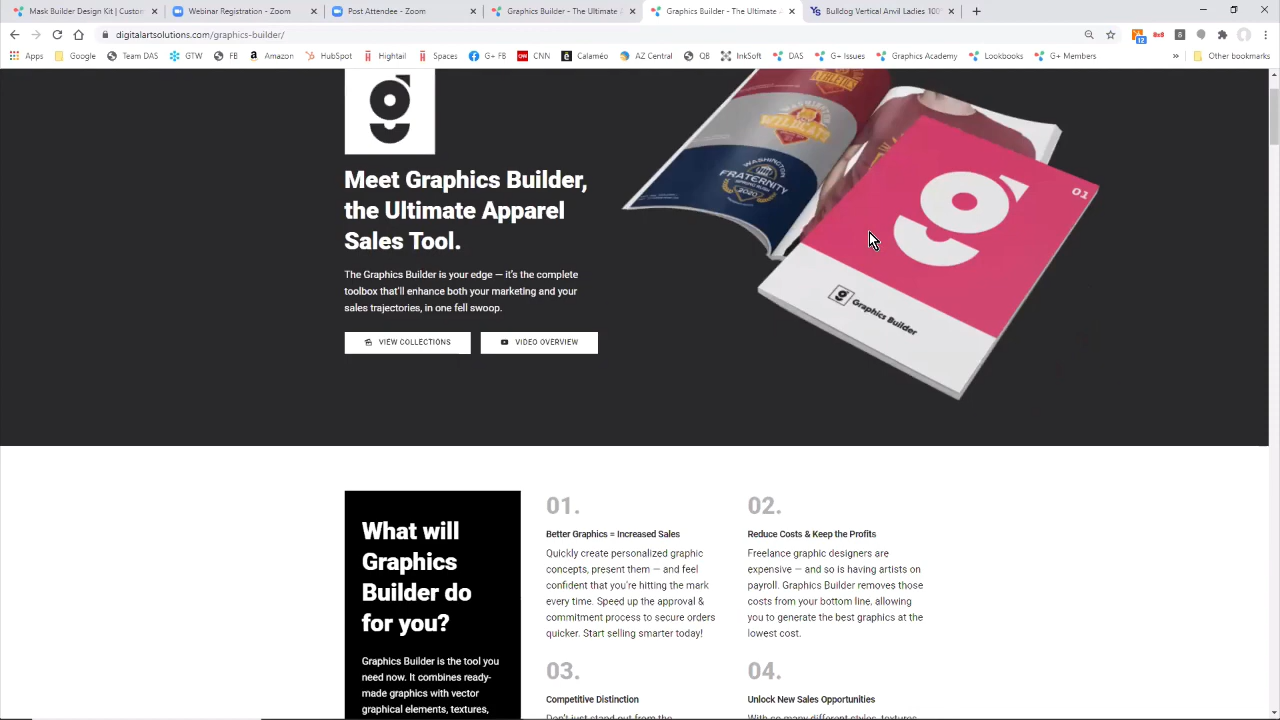 Mask Builder Design Kit | Custom
Webinar Registration - Zoom
Post Attendee - Zoom
Graphics Builder - The Ultimate
Graphics Builder - The Ultimate A
Bulldog Vertical Anvil Ladies 100%
digitalartsolutions.com/graphics-builder/
Apps Google Team DAS GTW FB Amazon HubSpot Hightail Spaces G+ FB CNN Calaméo AZ Central QB InkSoft DAS G+ Issues Graphics Academy Lookbooks G+ Members » Other bookmarks
12
WASHINGTON
WILDCATS
WASHINGTON
FRATERNITY
2020
01
Graphics Builder
Meet Graphics Builder,
the Ultimate Apparel
Sales Tool.
The Graphics Builder is your edge — it's the complete
toolbox that'll enhance both your marketing and your
sales trajectories, in one fell swoop.
VIEW COLLECTIONS
VIDEO OVERVIEW
What will
Graphics
Builder do
for you?
Graphics Builder is the tool you
need now. It combines ready-
made graphics with vector
graphical elements, textures,
01.
Better Graphics = Increased Sales
Quickly create personalized graphic
concepts, present them — and feel
confident that you're hitting the mark
every time. Speed up the approval &
commitment process to secure orders
quicker. Start selling smarter today!
02.
Reduce Costs & Keep the Profits
Freelance graphic designers are
expensive — and so is having artists on
payroll. Graphics Builder removes those
costs from your bottom line, allowing
you to generate the best graphics at the
lowest cost.
03.
Competitive Distinction
Don't just stand out from the
04.
Unlock New Sales Opportunities
With so many different styles, textures